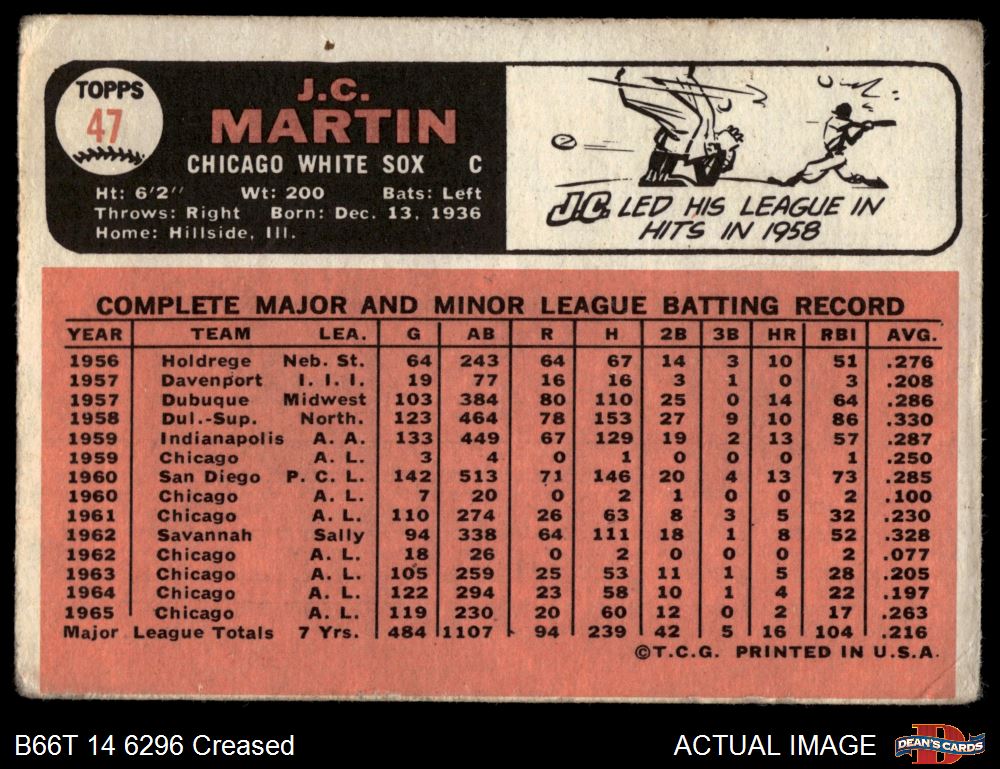 TOPPS
47
J.C.
MARTIN
CHICAGO WHITE SOX C
Ht: 6'2" Wt: 200 Bats: Left
Throws: Right Born: Dec. 13, 1936
Home: Hillside, Ill.
J.C. LED HIS LEAGUE IN
HITS IN 1958
COMPLETE MAJOR AND MINOR LEAGUE BATTING RECORD
YEAR TEAM LEA. G AB R H 2B 3B HR RBI AVG.
1956 Holdrege Neb. St. 64 243 64 67 14 3 10 51 .276
1957 Davenport I. I. I. 19 77 16 16 3 1 0 3 .208
1957 Dubuque Midwest 103 384 80 110 25 0 14 64 .286
1958 Dul.-Sup. North. 123 464 78 153 27 9 10 86 .330
1959 Indianapolis A. A. 133 449 67 129 19 2 13 57 .287
1959 Chicago A. L. 3 4 0 1 0 0 0 1 .250
1960 San Diego P. C. L. 142 513 71 146 20 4 13 73 .285
1960 Chicago A. L. 7 20 0 2 1 0 0 2 .100
1961 Chicago A. L. 110 274 26 63 8 3 5 32 .230
1962 Savannah Sally 94 338 64 111 18 1 8 52 .328
1962 Chicago A. L. 18 26 0 2 0 0 0 2 .077
1963 Chicago A. L. 105 259 25 53 11 1 5 28 .205
1964 Chicago A. L. 122 294 23 58 10 1 4 22 .197
1965 Chicago A. L. 119 230 20 60 12 0 2 17 .263
Major League Totals 7 Yrs. 484 1107 94 239 42 5 16 104 .216
©T.C.G. PRINTED IN U.S.A.
B66T 14 6296 Creased
ACTUAL IMAGE
D
DEAN'S CARDS